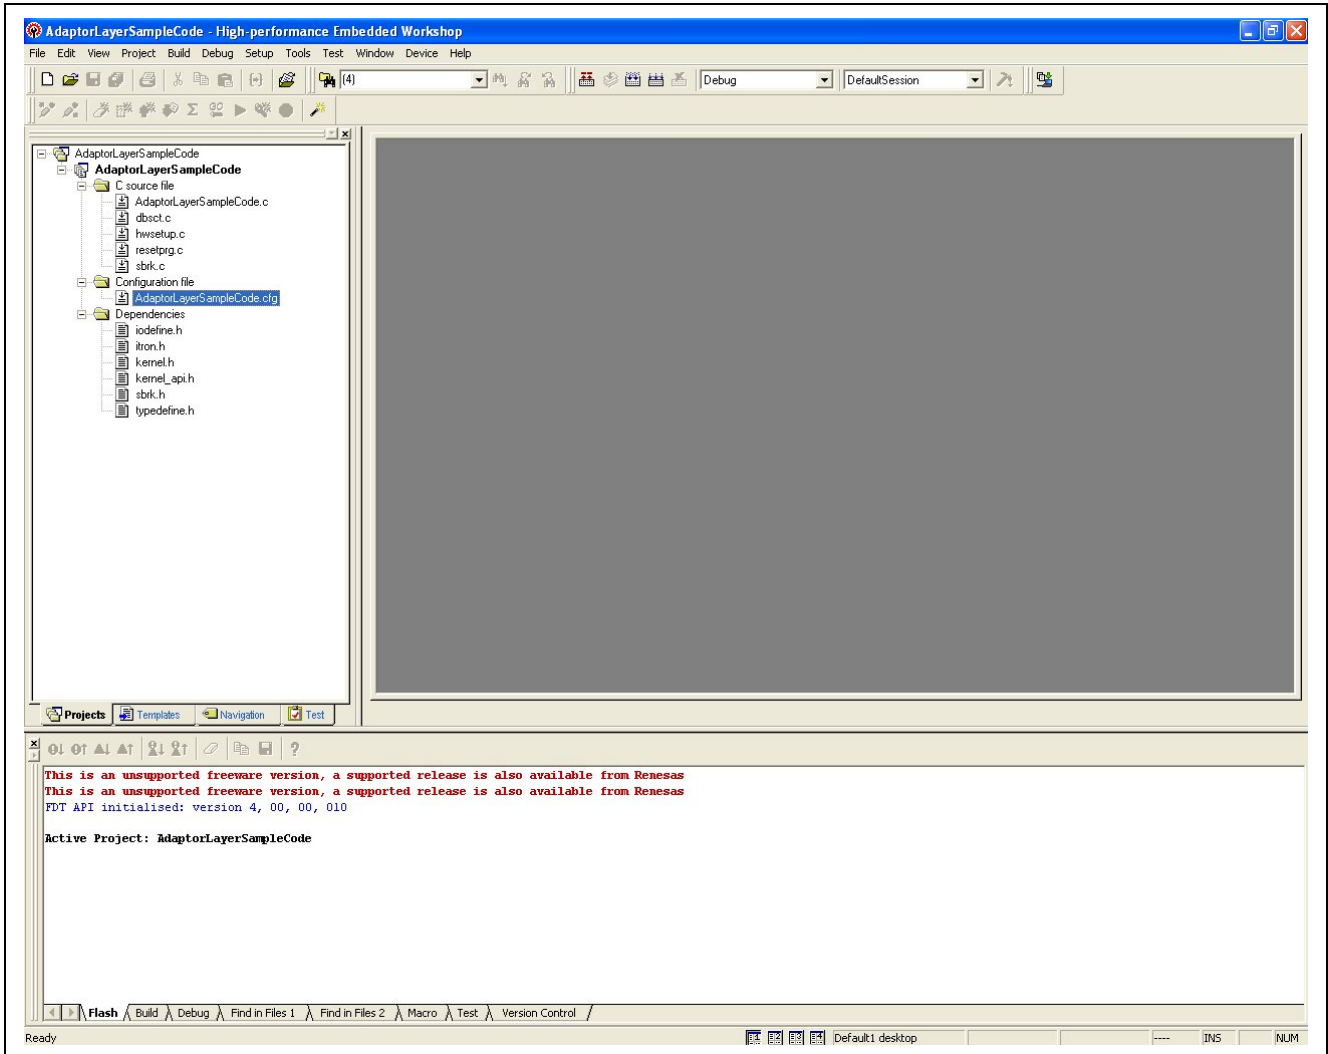 AdaptorLayerSampleCode - High-performance Embedded Workshop
File Edit View Project Build Debug Setup Tools Test Window Device Help
{4} Debug DefaultSession
AdaptorLayerSampleCode
AdaptorLayerSampleCode
C source file
AdaptorLayerSampleCode.c
dbsct.c
hwsetup.c
resetprg.c
sbrk.c
Configuration file
AdaptorLayerSampleCode.cfg
Dependencies
iodefine.h
itron.h
kernel.h
kernel_api.h
sbrk.h
typedefine.h
Projects Templates Navigation Test
This is an unsupported freeware version, a supported release is also available from Renesas
This is an unsupported freeware version, a supported release is also available from Renesas
FDT API initialised: version 4, 00, 00, 010
Active Project: AdaptorLayerSampleCode
Flash Build Debug Find in Files 1 Find in Files 2 Macro Test Version Control
Ready Default1 desktop ---- INS NUM